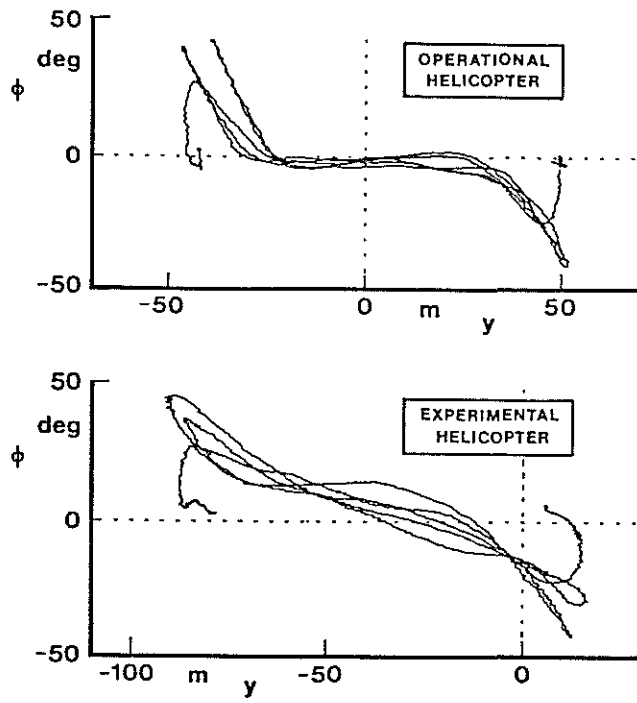 50
deg
ϕ
OPERATIONAL
HELICOPTER
0
-50
-50
0
m
y
50
50
deg
ϕ
EXPERIMENTAL
HELICOPTER
0
-50
-100
m
y
-50
0